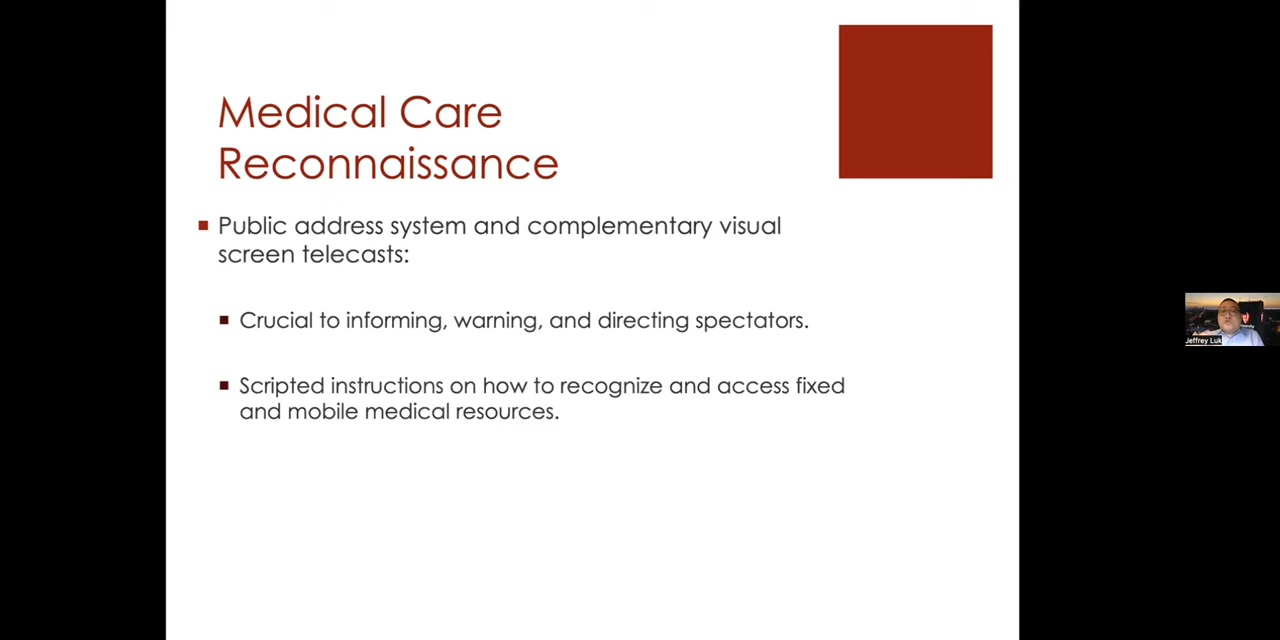 Medical Care
Reconnaissance
Public address system and complementary visual
screen telecasts:
Crucial to informing, warning, and directing spectators.
Scripted instructions on how to recognize and access fixed
and mobile medical resources.
Jeffrey Luk